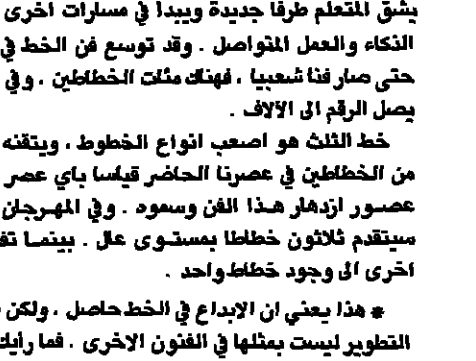 يشق المتعلم طرقا جديدة ويبدأ في مسارات اخرى
الذكاء والعمل المتواصل . وقد توسع فن الخط في
حتى صار فنا شعبيا ، فهناك مئات الخطاطين ، وفي
يصل الرقم الى الآلاف .
خط الثلث هو اصعب انواع الخطوط ، ويتقنه
من الخطاطين في عصرنا الحاضر قياسا باي عصر
عصور ازدهار هذا الفن وسموه . وفي المهرجان
سيتقدم ثلاثون خطاطا بمستوى عال . بينما تف
اخرى الى وجود خطاط واحد .
* هذا يعني ان الابداع في الخط حاصل ، ولكن
التطوير ليست بمثلها في الفنون الاخرى . فما رأيك